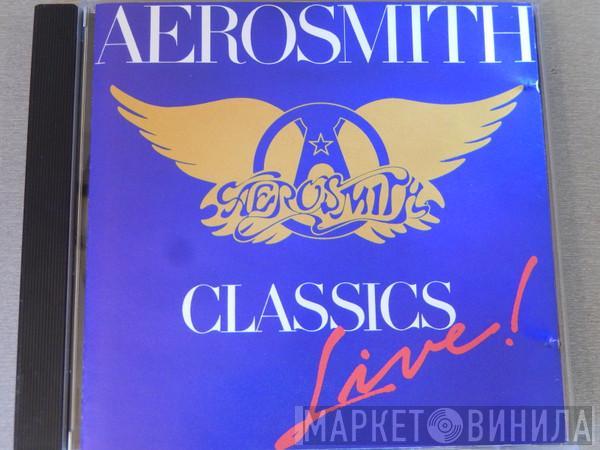 AEROSMITH
AEROSMITH
CLASSICS
Live!
МАРКЕТ ВИНИЛА